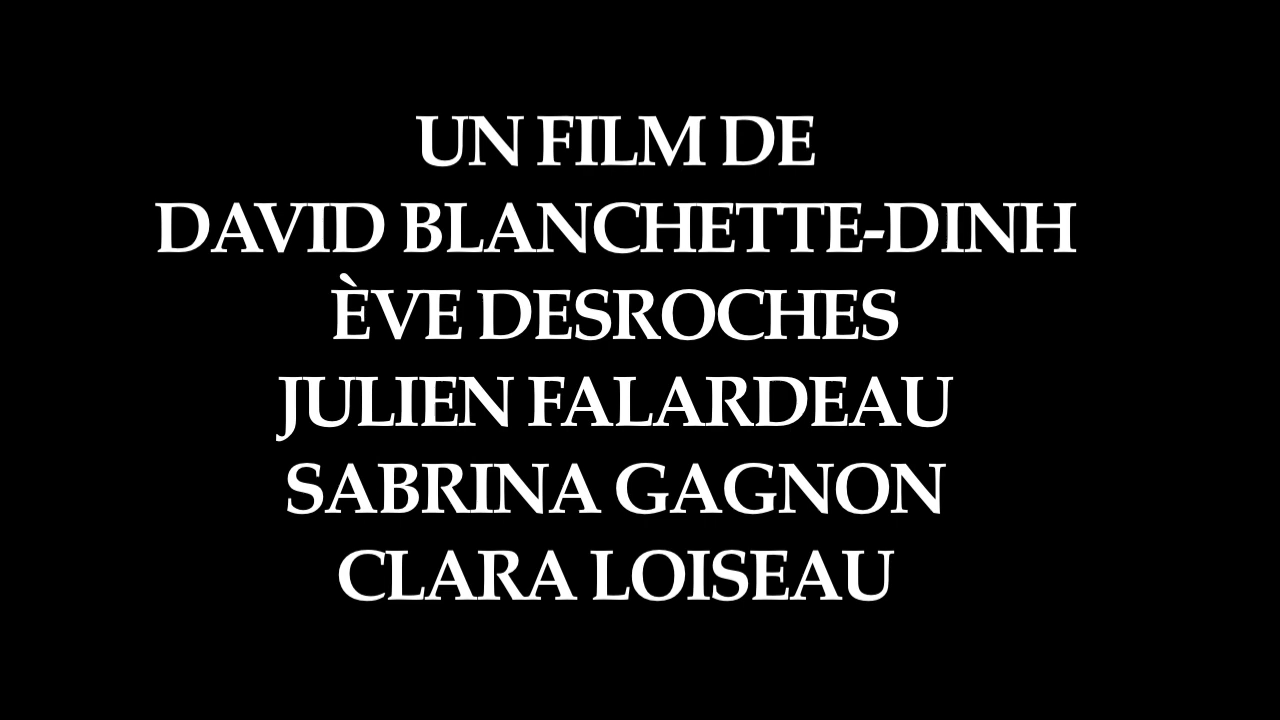 UN FILM DE
DAVID BLANCHETTE-DINH
ÈVE DESROCHES
JULIEN FALARDEAU
SABRINA GAGNON
CLARA LOISEAU